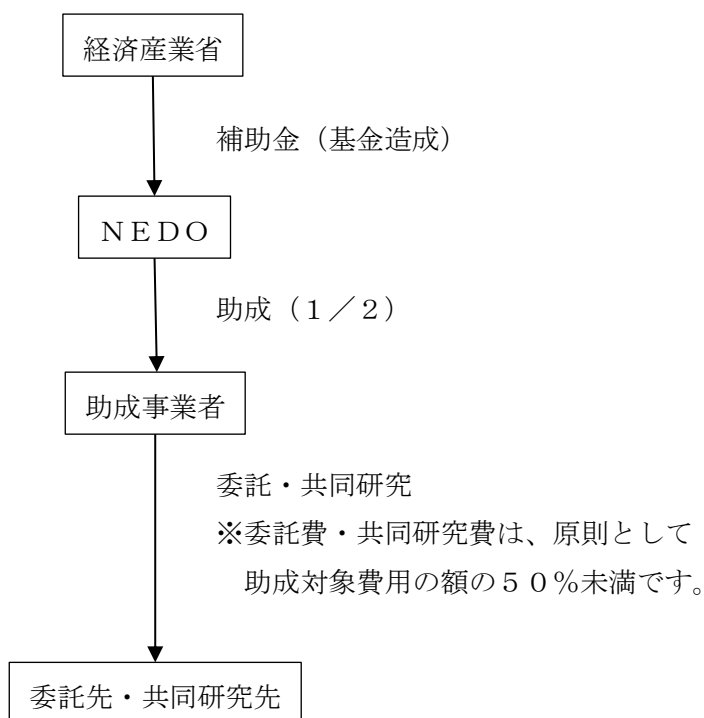 経済産業省
補助金（基金造成）
ＮＥＤＯ
助成（１／２）
助成事業者
委託・共同研究
※委託費・共同研究費は、原則として
助成対象費用の額の５０％未満です。
委託先・共同研究先